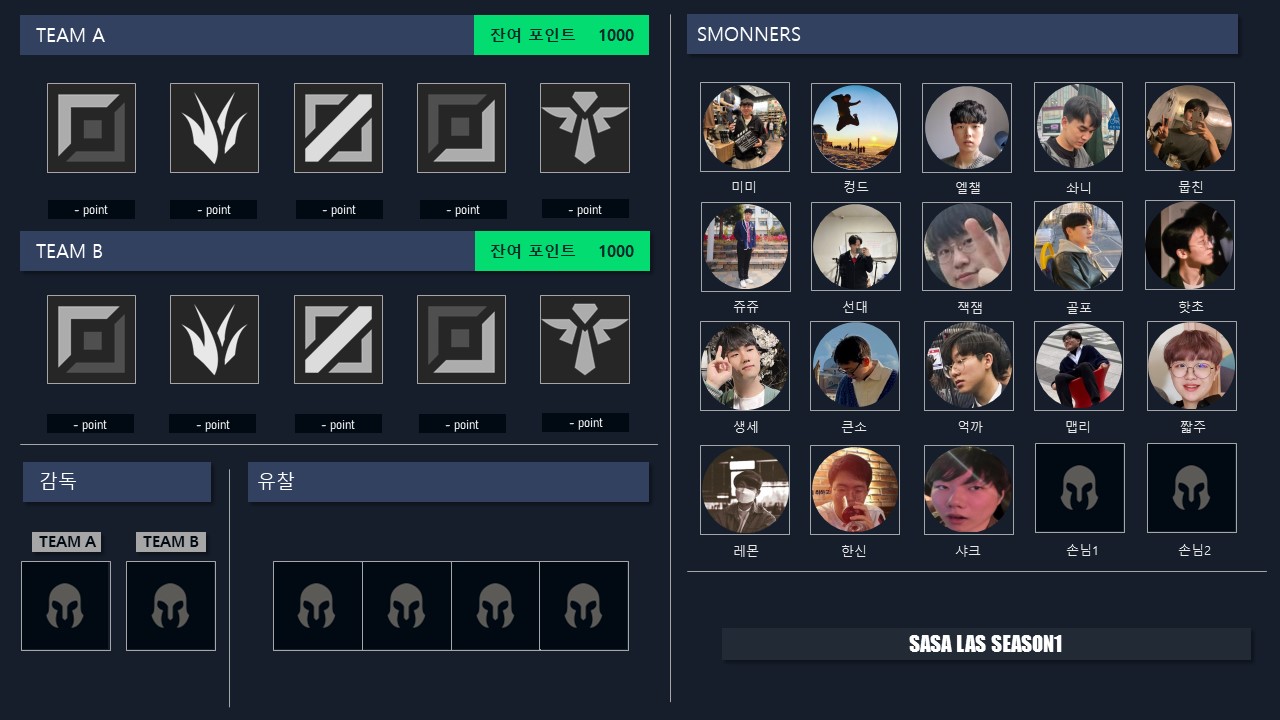 TEAM A
잔여 포인트 1000
- point
- point
- point
- point
- point
TEAM B
잔여 포인트 1000
- point
- point
- point
- point
- point
감독
TEAM A
TEAM B
유찰
SMONNERS
미미
컹드
엘챌
솨니
뭅친
쥬쥬
선대
잭잼
골포
핫초
생세
큰소
억까
맵리
짧주
레몬
한신
샤크
손님1
손님2
SASA LAS SEASON1